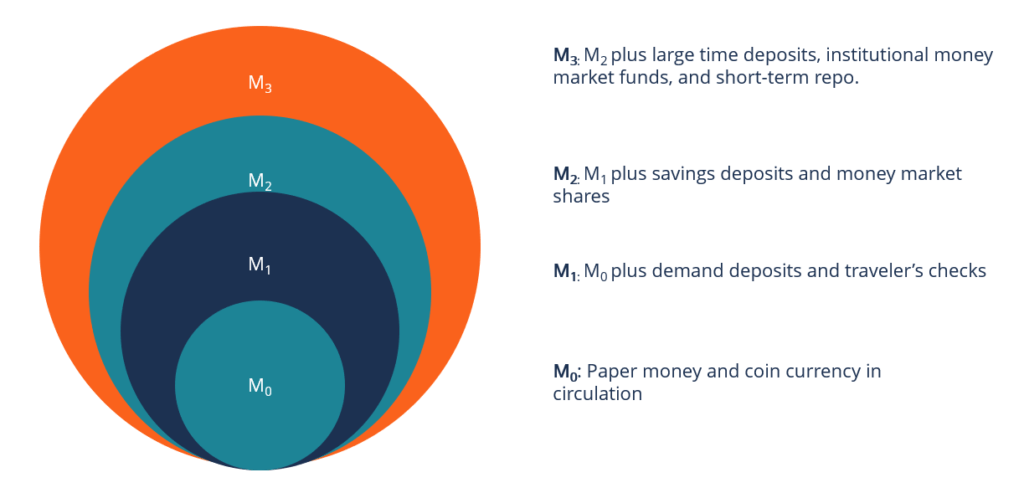 M₃
M₂
M₁
M₀
M₃: M₂ plus large time deposits, institutional money
market funds, and short-term repo.
M₂: M₁ plus savings deposits and money market
shares
M₁: M₀ plus demand deposits and traveler’s checks
M₀: Paper money and coin currency in
circulation